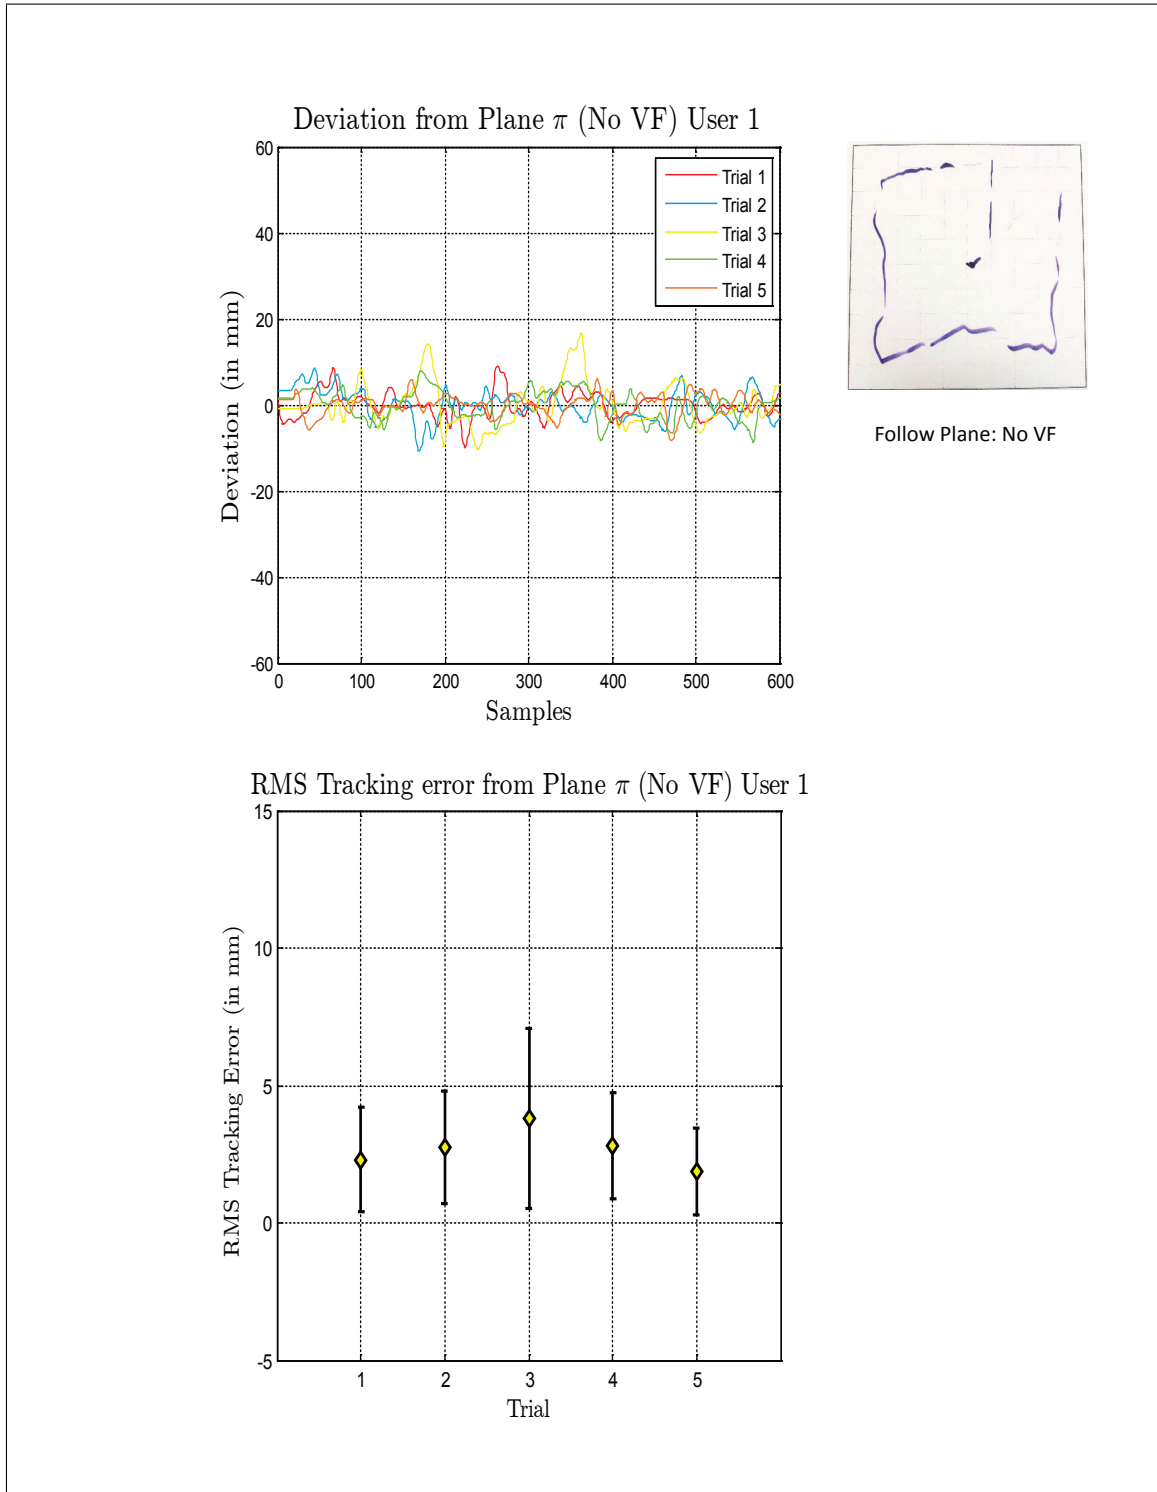 Deviation from Plane π (No VF) User 1
60
40
20
0
-20
-40
-60
Deviation (in mm)
Trial 1
Trial 2
Trial 3
Trial 4
Trial 5
0 100 200 300 400 500 600
Samples
Follow Plane: No VF
RMS Tracking error from Plane π (No VF) User 1
15
10
5
0
-5
RMS Tracking Error (in mm)
1 2 3 4 5
Trial